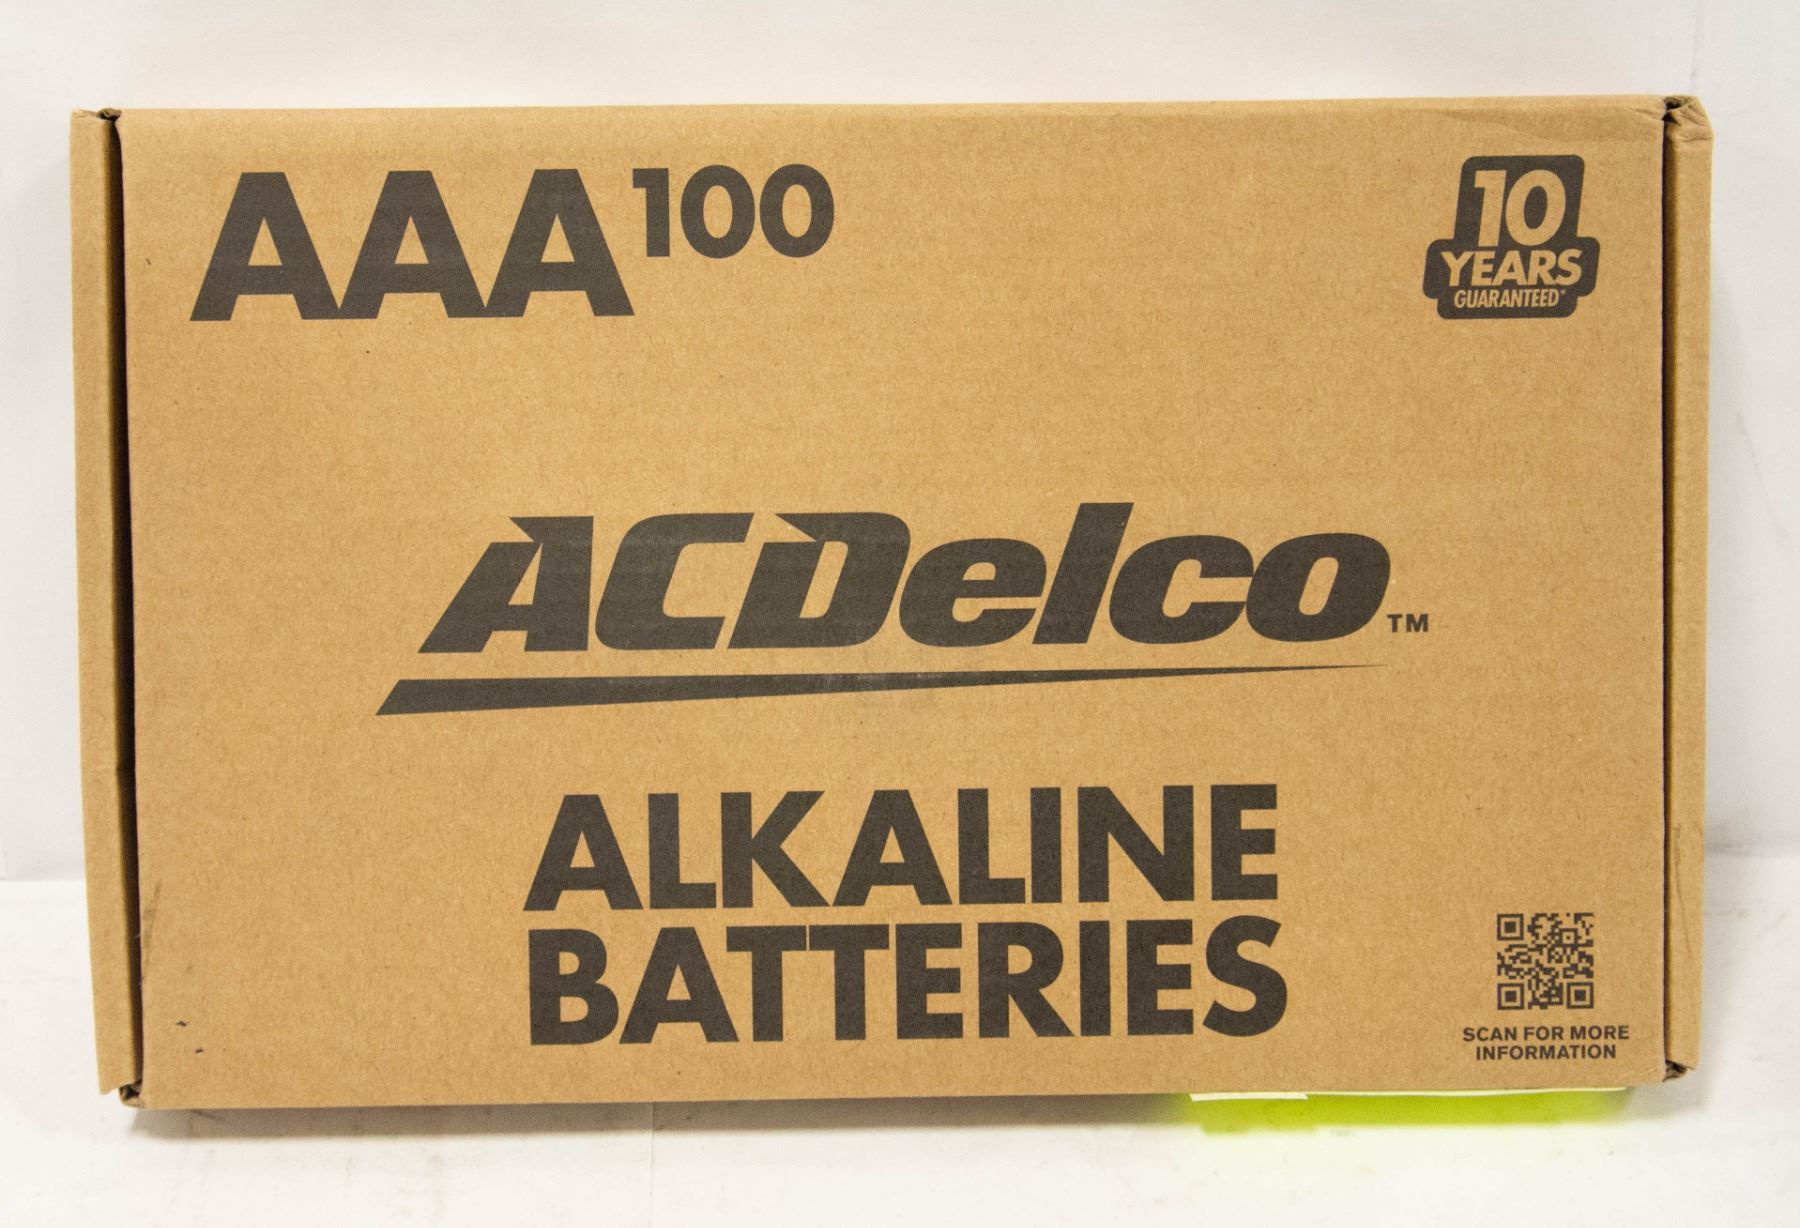 AAA100
10
YEARS
GUARANTEED*
ACDelco™
ALKALINE
BATTERIES
SCAN FOR MORE
INFORMATION